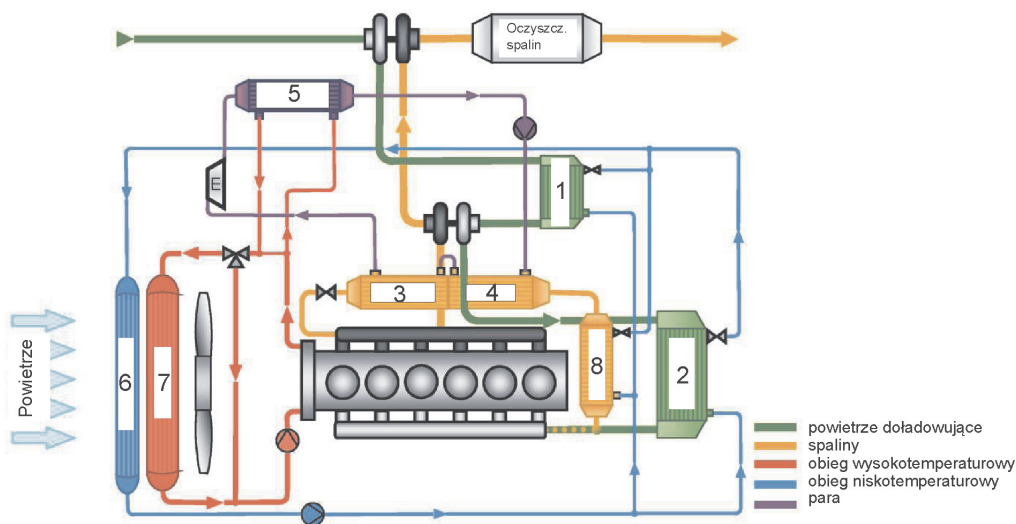 Oczyszcz.
spalin
5
1
3
4
Powietrze
6
7
8
2
E
powietrze doładowujące
spaliny
obieg wysokotemperaturowy
obieg niskotemperaturowy
para